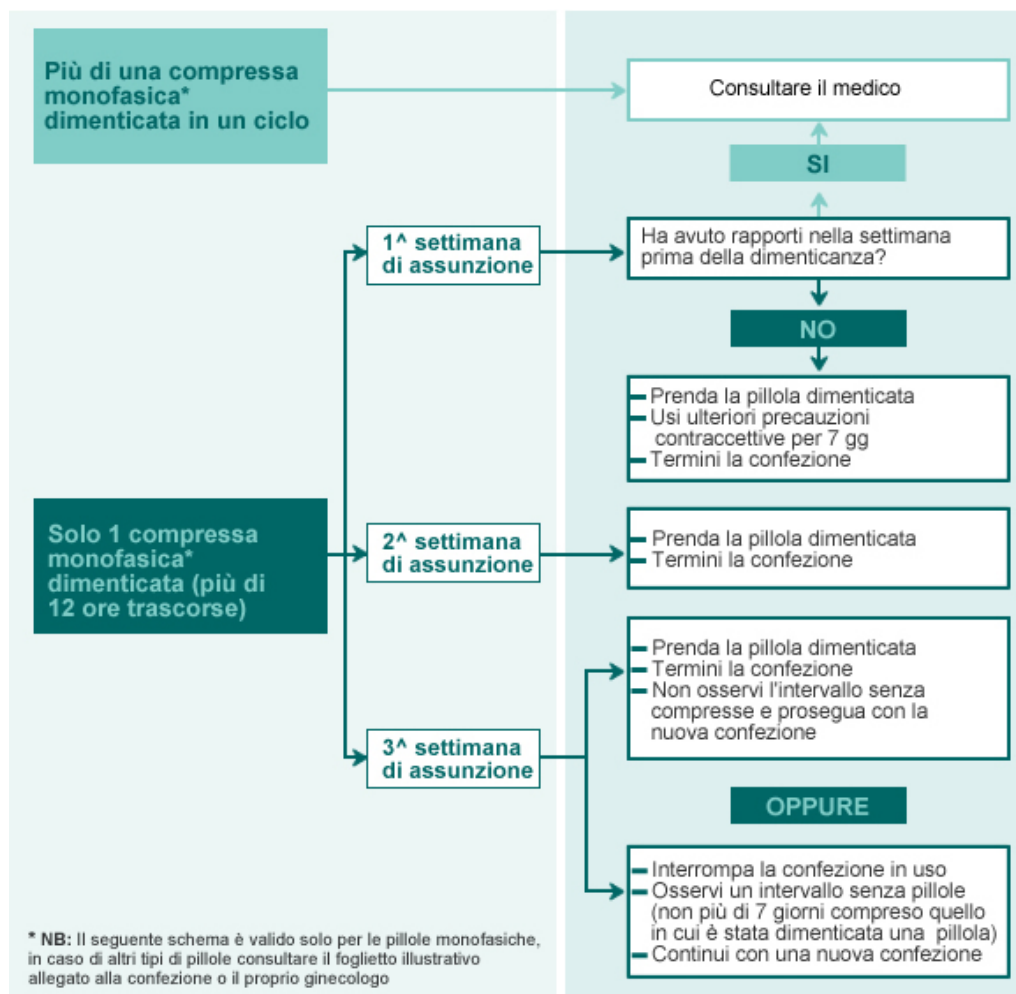 Più di una compressa
monofasica*
dimenticata in un ciclo
Consultare il medico
SI
1^ settimana
di assunzione
Ha avuto rapporti nella settimana
prima della dimenticanza?
NO
Prenda la pillola dimenticata
Usi ulteriori precauzioni
contraccettive per 7 gg
Termini la confezione
Solo 1 compressa
monofasica*
dimenticata (più di
12 ore trascorse)
2^ settimana
di assunzione
Prenda la pillola dimenticata
Termini la confezione
3^ settimana
di assunzione
Prenda la pillola dimenticata
Termini la confezione
Non osservi l'intervallo senza
compresse e prosegua con la
nuova confezione
OPPURE
Interrompa la confezione in uso
Osservi un intervallo senza pillole
(non più di 7 giorni compreso quello
in cui è stata dimenticata una pillola)
Continui con una nuova confezione
* NB: Il seguente schema è valido solo per le pillole monofasiche,
in caso di altri tipi di pillole consultare il foglietto illustrativo
allegato alla confezione o il proprio ginecologo